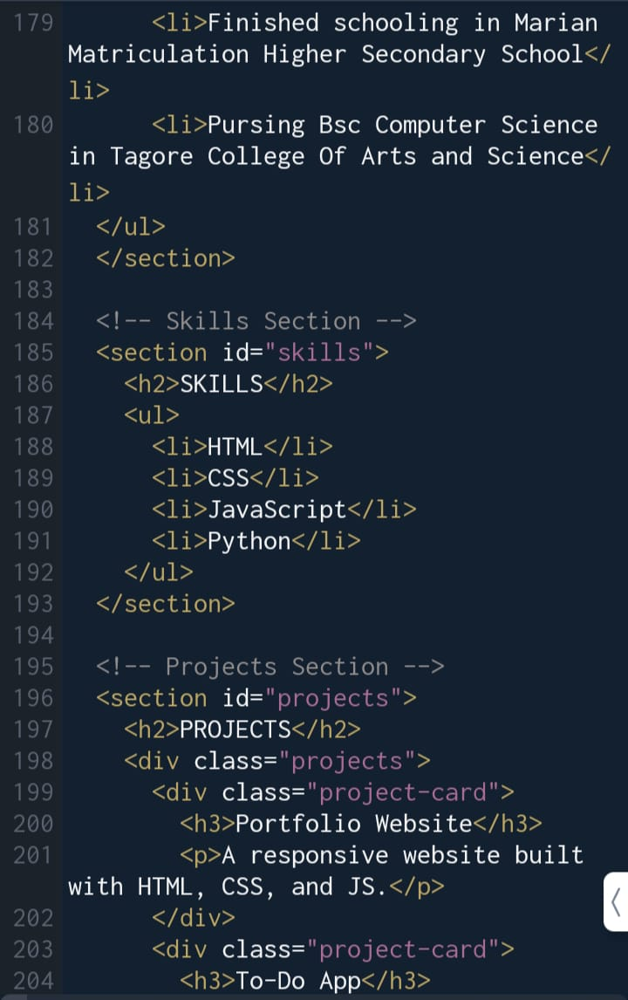 179 <li>Finished schooling in Marian
Matriculation Higher Secondary School</
li>
180 <li>Pursing Bsc Computer Science
in Tagore College Of Arts and Science</
li>
181 </ul>
182 </section>
183
184 <!-- Skills Section -->
185 <section id="skills">
186 <h2>SKILLS</h2>
187 <ul>
188 <li>HTML</li>
189 <li>CSS</li>
190 <li>JavaScript</li>
191 <li>Python</li>
192 </ul>
193 </section>
194
195 <!-- Projects Section -->
196 <section id="projects">
197 <h2>PROJECTS</h2>
198 <div class="projects">
199 <div class="project-card">
200 <h3>Portfolio Website</h3>
201 <p>A responsive website built
with HTML, CSS, and JS.</p>
202 </div>
203 <div class="project-card">
204 <h3>To-Do App</h3>